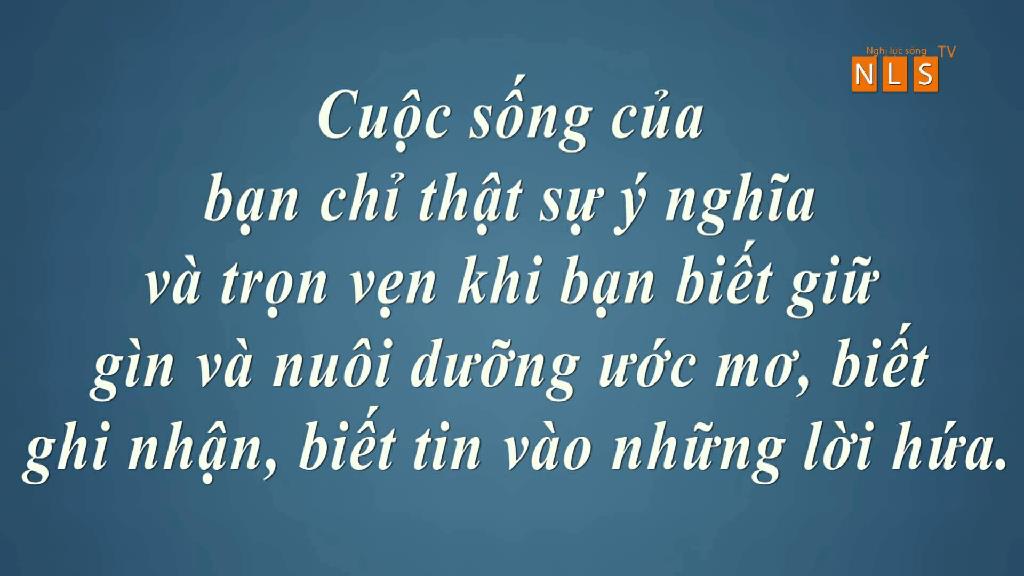 Nghị lực sống TV
NLS
Cuộc sống của
bạn chỉ thật sự ý nghĩa
và trọn vẹn khi bạn biết giữ
gìn và nuôi dưỡng ước mơ, biết
ghi nhận, biết tin vào những lời hứa.